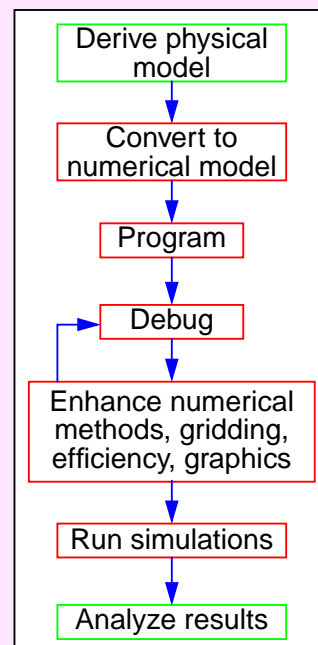 Derive physical
model
Convert to
numerical model
Program
Debug
Enhance numerical
methods, gridding,
efficiency, graphics
Run simulations
Analyze results